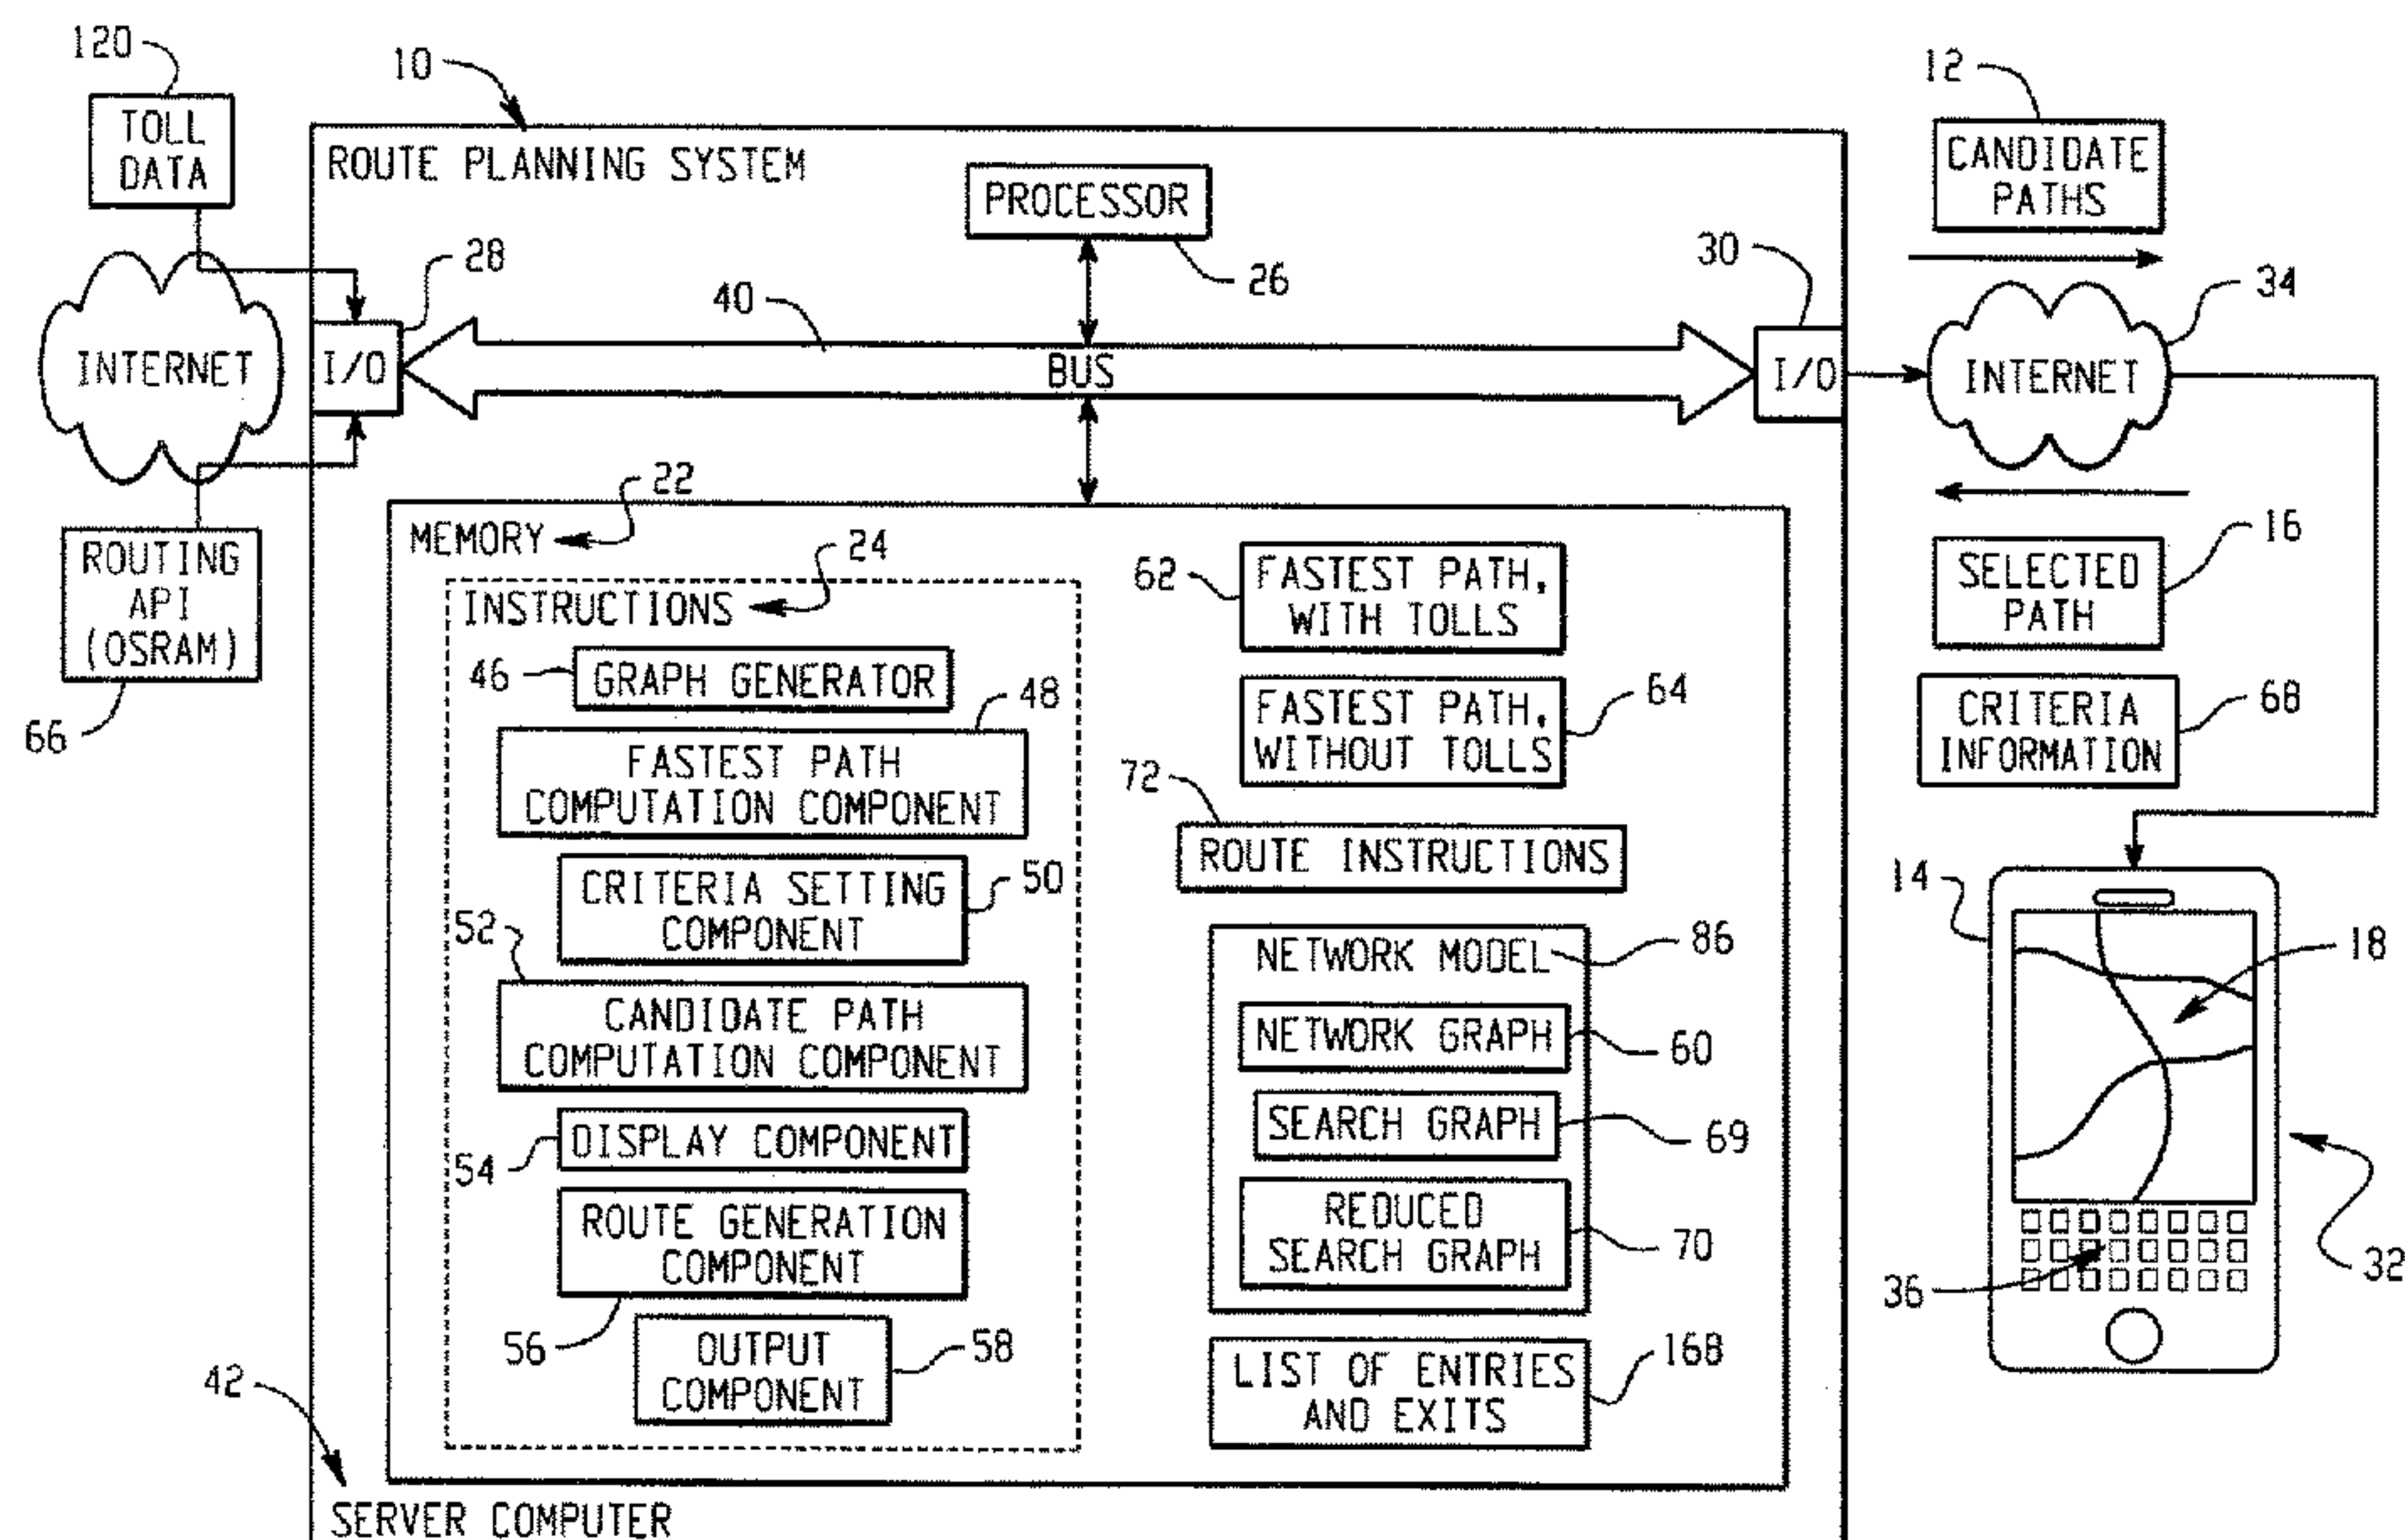 120
TOLL
DATA
10
ROUTE PLANNING SYSTEM
PROCESSOR
26
12
CANDIDATE
PATHS
28
40
30
34
INTERNET
I/O
BUS
I/O
INTERNET
ROUTING
API
(OSRAM)
66
MEMORY
22
INSTRUCTIONS
24
46
GRAPH GENERATOR
48
FASTEST PATH
COMPUTATION COMPONENT
CRITERIA SETTING
COMPONENT
50
52
CANDIDATE PATH
COMPUTATION COMPONENT
DISPLAY COMPONENT
54
ROUTE GENERATION
COMPONENT
56
OUTPUT
COMPONENT
58
62
FASTEST PATH,
WITH TOLLS
FASTEST PATH,
WITHOUT TOLLS
64
72
ROUTE INSTRUCTIONS
NETWORK MODEL
86
NETWORK GRAPH
60
SEARCH GRAPH
69
REDUCED
SEARCH GRAPH
70
LIST OF ENTRIES
AND EXITS
168
SELECTED
PATH
16
CRITERIA
INFORMATION
68
14
18
36
32
42
SERVER COMPUTER